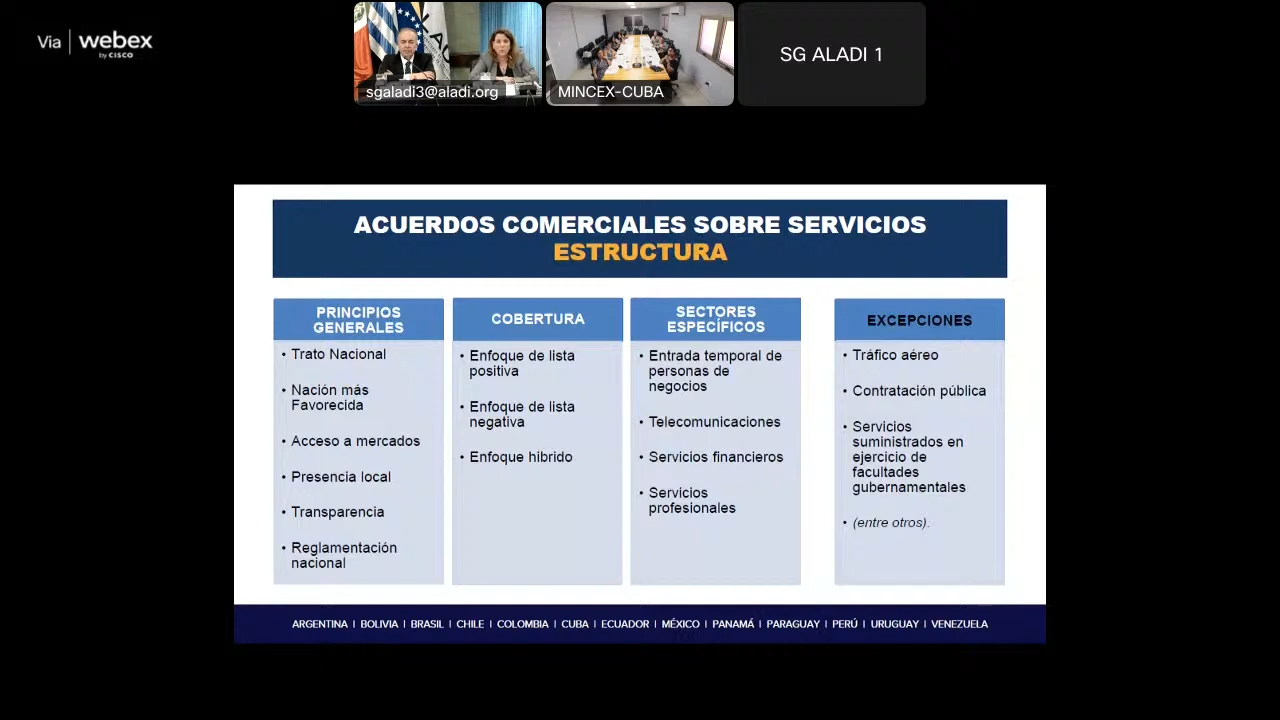 Via webex
by CISCO
sgaladi3@aladi.org
MINCEX-CUBA
SG ALADI 1
ACUERDOS COMERCIALES SOBRE SERVICIOS
ESTRUCTURA
PRINCIPIOS
GENERALES
• Trato Nacional
• Nación más
Favorecida
• Acceso a mercados
• Presencia local
• Transparencia
• Reglamentación
nacional
COBERTURA
• Enfoque de lista
positiva
• Enfoque de lista
negativa
• Enfoque hibrido
SECTORES
ESPECÍFICOS
• Entrada temporal de
personas de
negocios
• Telecomunicaciones
• Servicios financieros
• Servicios
profesionales
EXCEPCIONES
• Tráfico aéreo
• Contratación pública
• Servicios
suministrados en
ejercicio de
facultades
gubernamentales
• (entre otros).
ARGENTINA | BOLIVIA | BRASIL | CHILE | COLOMBIA | CUBA | ECUADOR | MÉXICO | PANAMÁ | PARAGUAY | PERÚ | URUGUAY | VENEZUELA